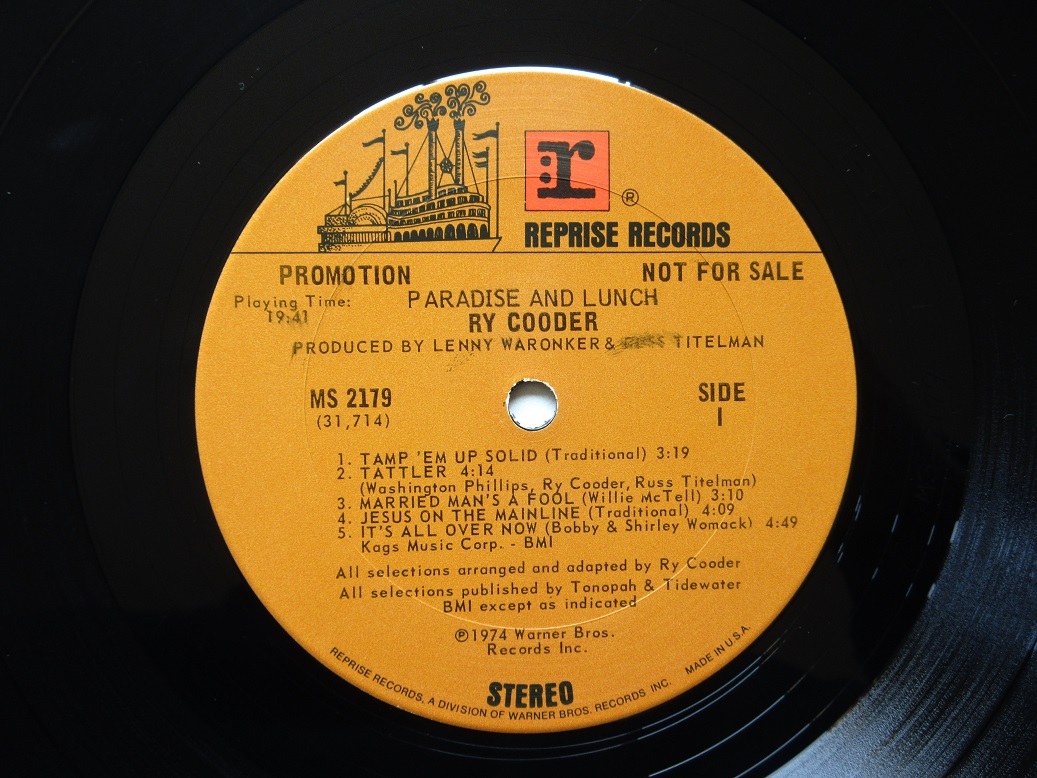 r
®
REPRISE RECORDS
PROMOTION NOT FOR SALE
Playing Time: PARADISE AND LUNCH
19:41 RY COODER
PRODUCED BY LENNY WARONKER & RUSS TITELMAN
MS 2179 SIDE
(31,714) 1
1. TAMP 'EM UP SOLID (Traditional) 3:19
2. TATTLER 4:14
(Washington Phillips, Ry Cooder, Russ Titelman)
3. MARRIED MAN'S A FOOL (Willie McTell) 3:10
4. JESUS ON THE MAINLINE (Traditional) 4:09
5. IT'S ALL OVER NOW (Bobby & Shirley Womack) 4:49
Kags Music Corp. - BMI
All selections arranged and adapted by Ry Cooder
All selections published by Tonopah & Tidewater
BMI except as indicated
℗1974 Warner Bros.
Records Inc.
STEREO
REPRISE RECORDS, A DIVISION OF WARNER BROS. RECORDS INC. MADE IN U.S.A.